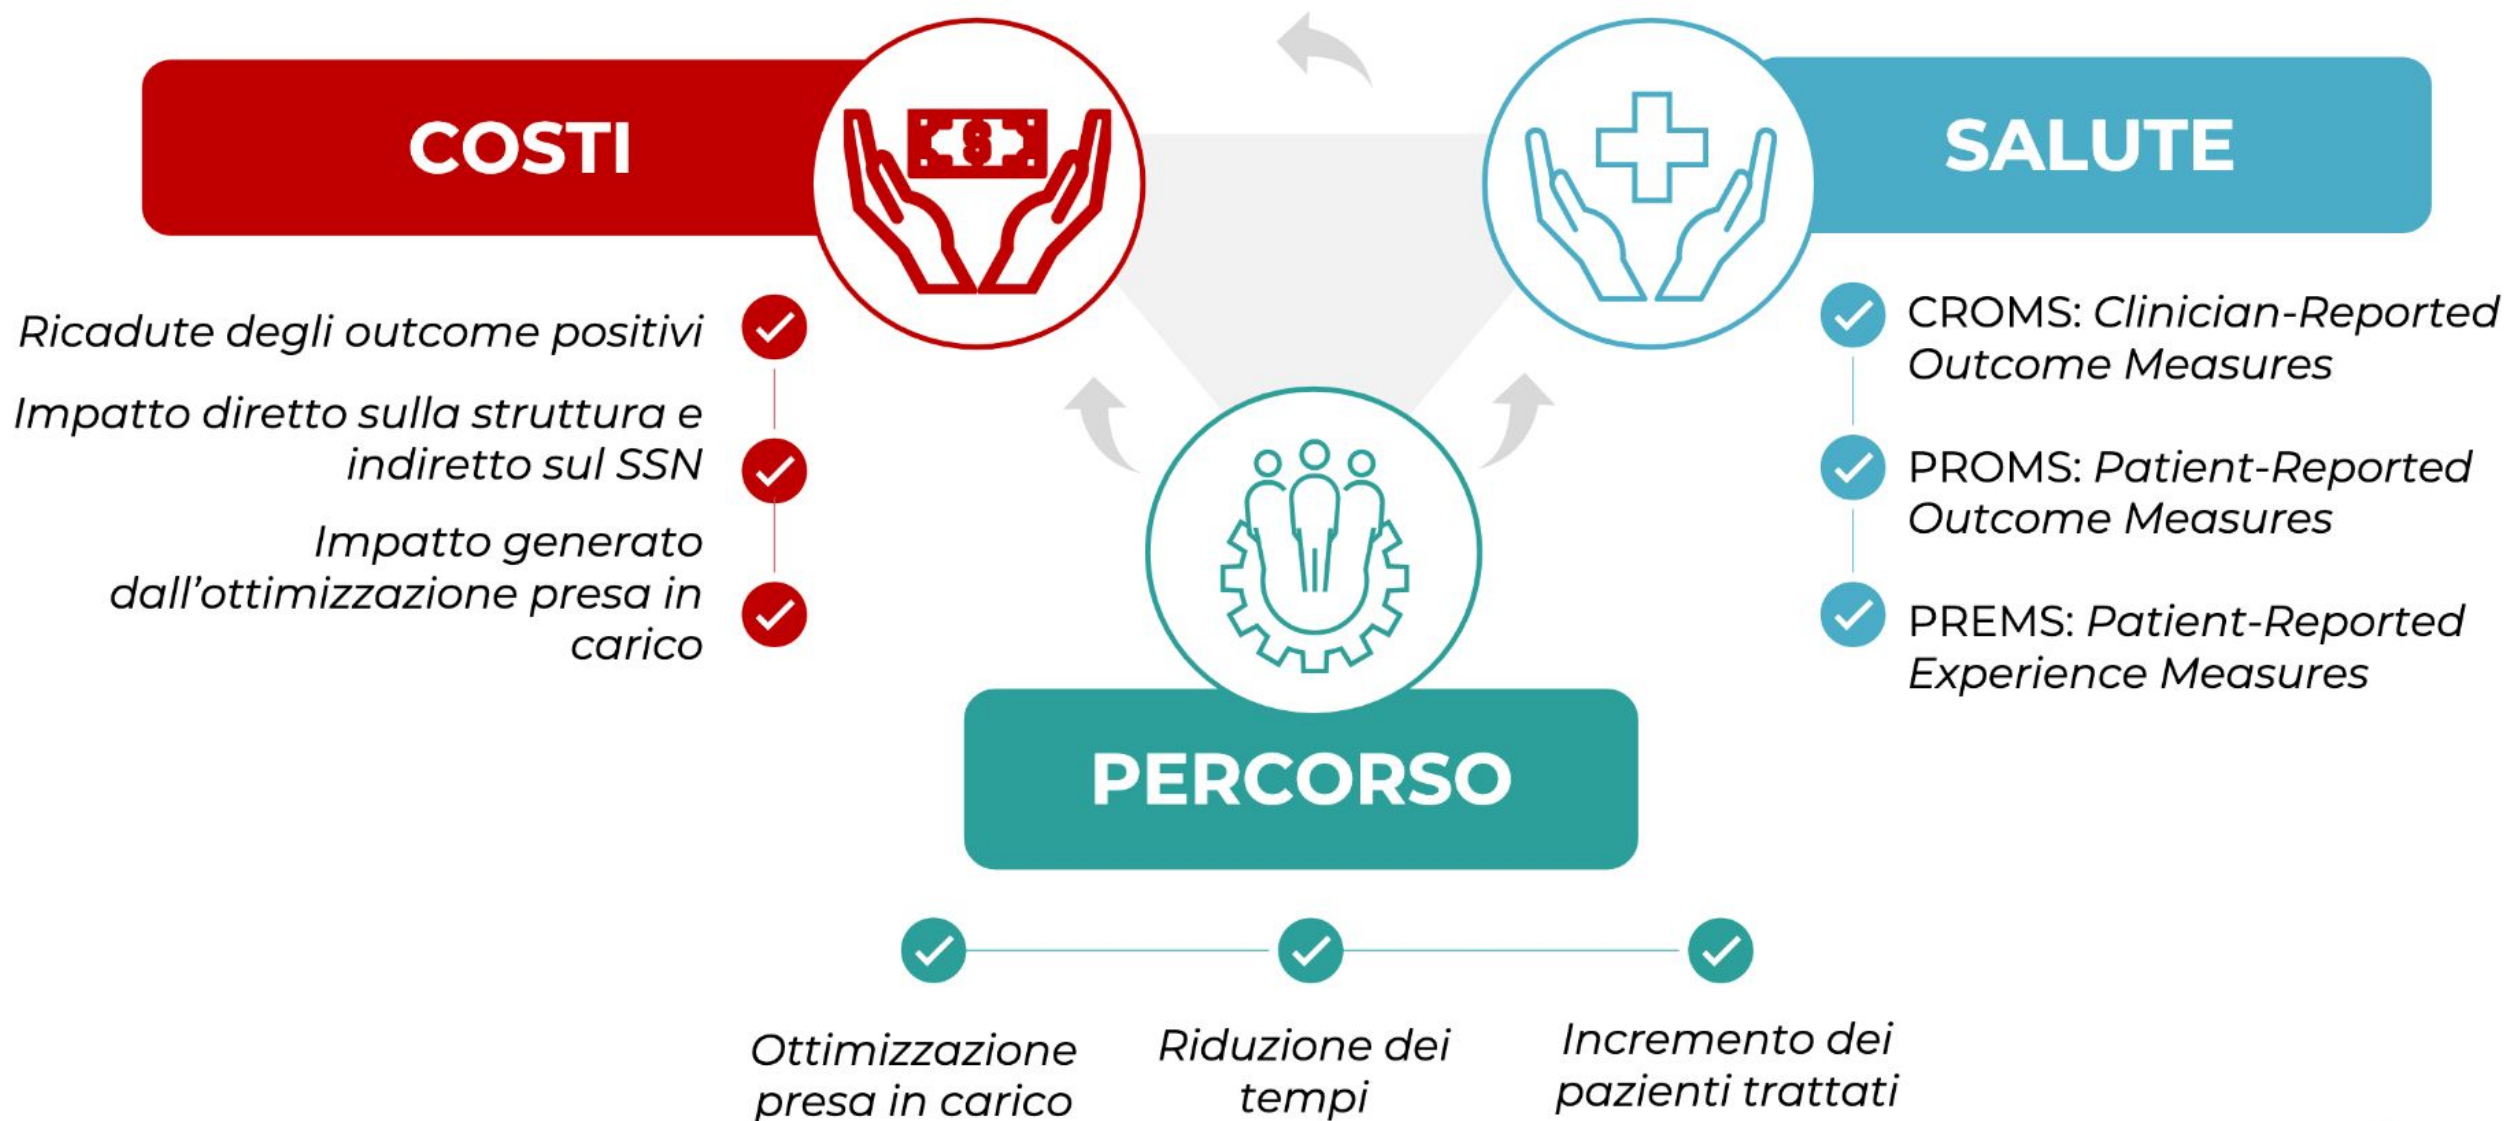 COSTI
Ricadute degli outcome positivi
Impatto diretto sulla struttura e
indiretto sul SSN
Impatto generato
dall'ottimizzazione presa in
carico
SALUTE
CROMS: Clinician-Reported
Outcome Measures
PROMS: Patient-Reported
Outcome Measures
PREMS: Patient-Reported
Experience Measures
PERCORSO
Ottimizzazione
presa in carico
Riduzione dei
tempi
Incremento dei
pazienti trattati